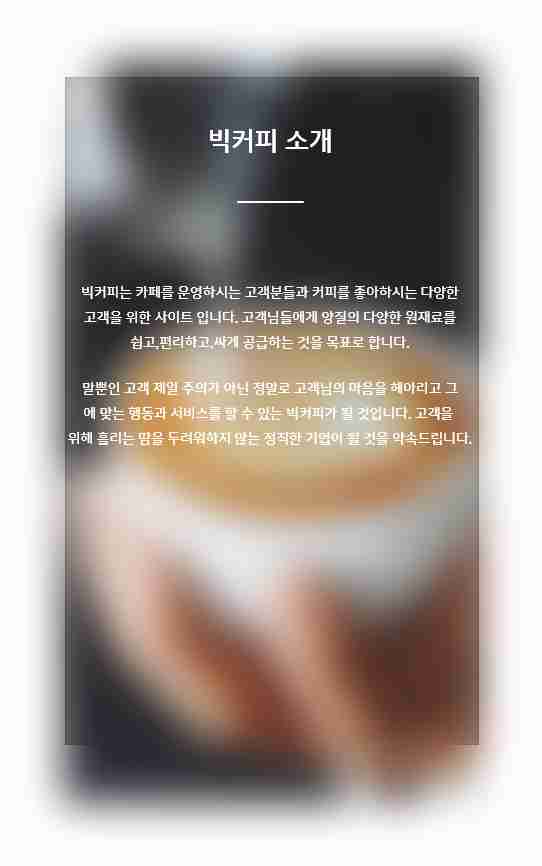 빅커피 소개
빅커피는 카페를 운영하시는 고객분들과 커피를 좋아하시는 다양한
고객을 위한 사이트 입니다. 고객님들에게 양질의 다양한 원재료를
쉽고,편리하고,싸게 공급하는 것을 목표로 합니다.
말뿐인 고객 제일 주의가 아닌 정말로 고객님의 마음을 헤아리고 그
에 맞는 행동과 서비스를 할 수 있는 빅커피가 될 것입니다. 고객을
위해 흘리는 땀을 두려워하지 않는 정직한 기업이 될 것을 약속드립니다.